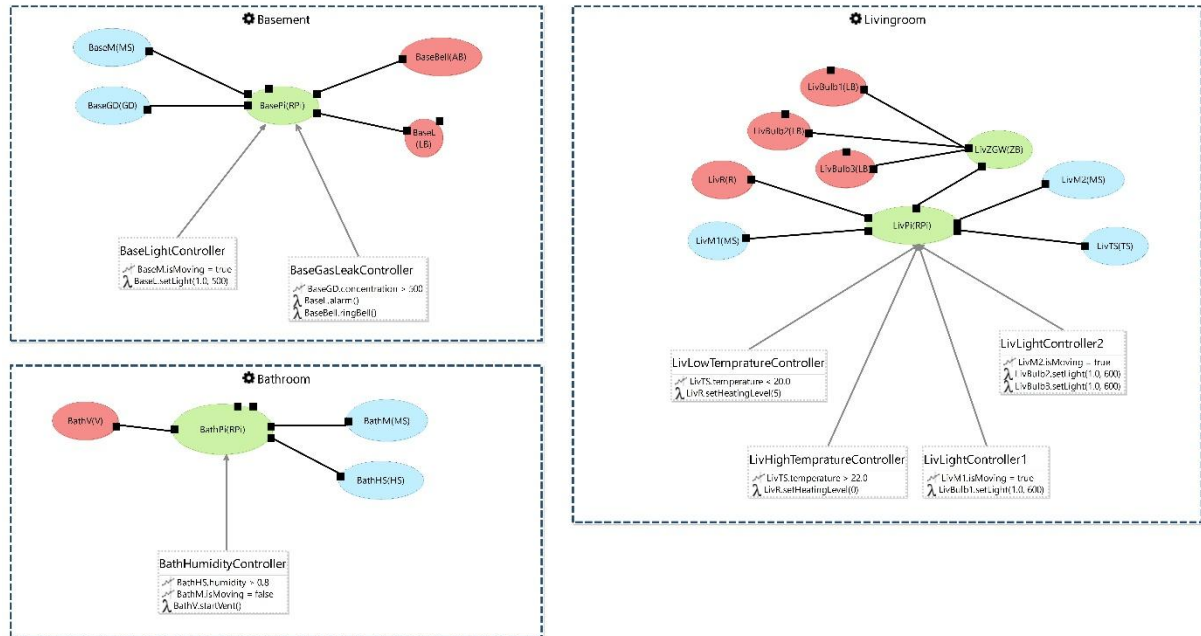 Basement
BaseM(MS)
BaseBell(AB)
BaseGD(GD)
BasePi(RPi)
BaseL
(LB)
BaseLightController
BaseM.isMoving = true
BaseL.setLight(1.0, 500)
BaseGasLeakController
BaseGD.concentration > 500
BaseL.alarm()
BaseBell.ringBell()
Bathroom
BathV(V)
BathPi(RPi)
BathM(MS)
BathHS(HS)
BathHumidityController
BathHS.humidity > 0.8
BathM.isMoving = false
BathV.startVent()
Livingroom
LivBulb1(LB)
LivBulb2(LB)
LivBulb3(LB)
LivZGW(ZB)
LivR(R)
LivM2(MS)
LivPi(RPi)
LivM1(MS)
LivTS(TS)
LivLowTempratureController
LivTS.temperature < 20.0
LivR.setHeatingLevel(5)
LivLightController2
LivM2.isMoving = true
LivBulb2.setLight(1.0, 600)
LivBulb3.setLight(1.0, 600)
LivHighTempratureController
LivTS.temperature > 22.0
LivR.setHeatingLevel(0)
LivLightController1
LivM1.isMoving = true
LivBulb1.setLight(1.0, 600)